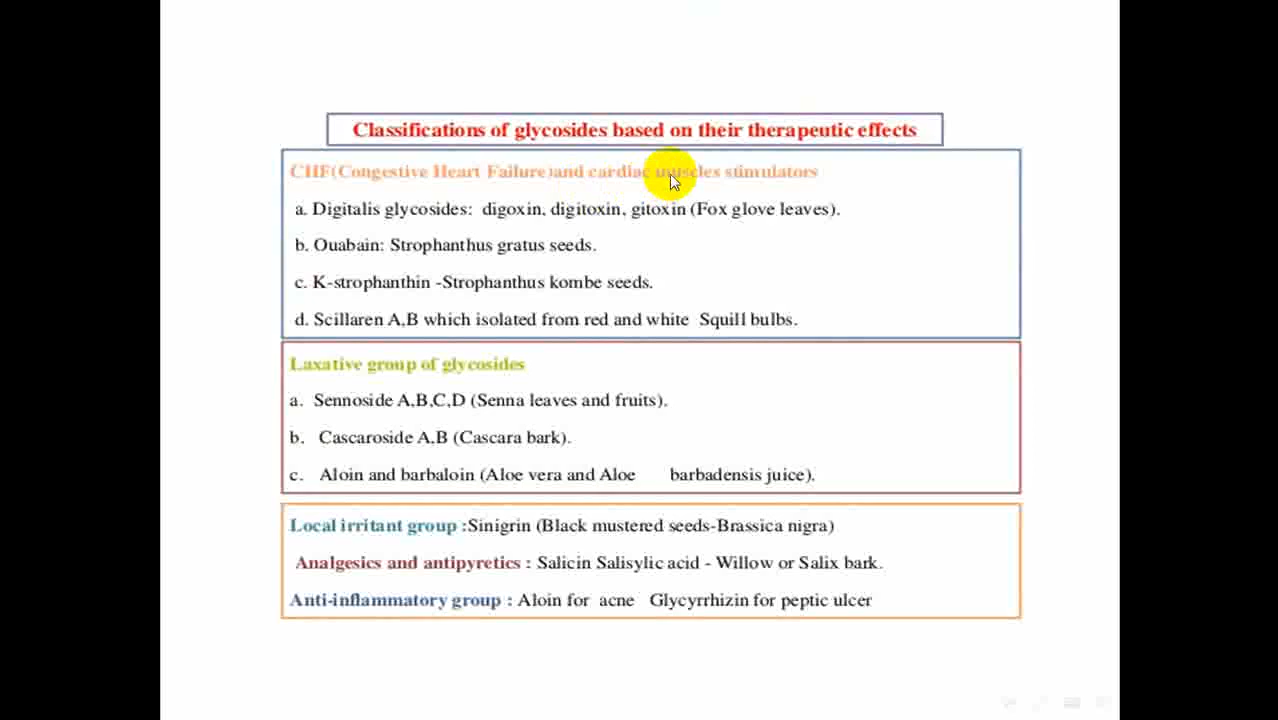 Classifications of glycosides based on their therapeutic effects
CHF(Congestive Heart Failure)and cardiac muscles stimulators
a. Digitalis glycosides: digoxin, digitoxin, gitoxin (Fox glove leaves).
b. Ouabain: Strophanthus gratus seeds.
c. K-strophanthin -Strophanthus kombe seeds.
d. Scillaren A,B which isolated from red and white Squill bulbs.
Laxative group of glycosides
a. Sennoside A,B,C,D (Senna leaves and fruits).
b. Cascaroside A,B (Cascara bark).
c. Aloin and barbaloin (Aloe vera and Aloe barbadensis juice).
Local irritant group :Sinigrin (Black mustered seeds-Brassica nigra)
Analgesics and antipyretics : Salicin Salisylic acid - Willow or Salix bark.
Anti-inflammatory group : Aloin for acne Glycyrrhizin for peptic ulcer